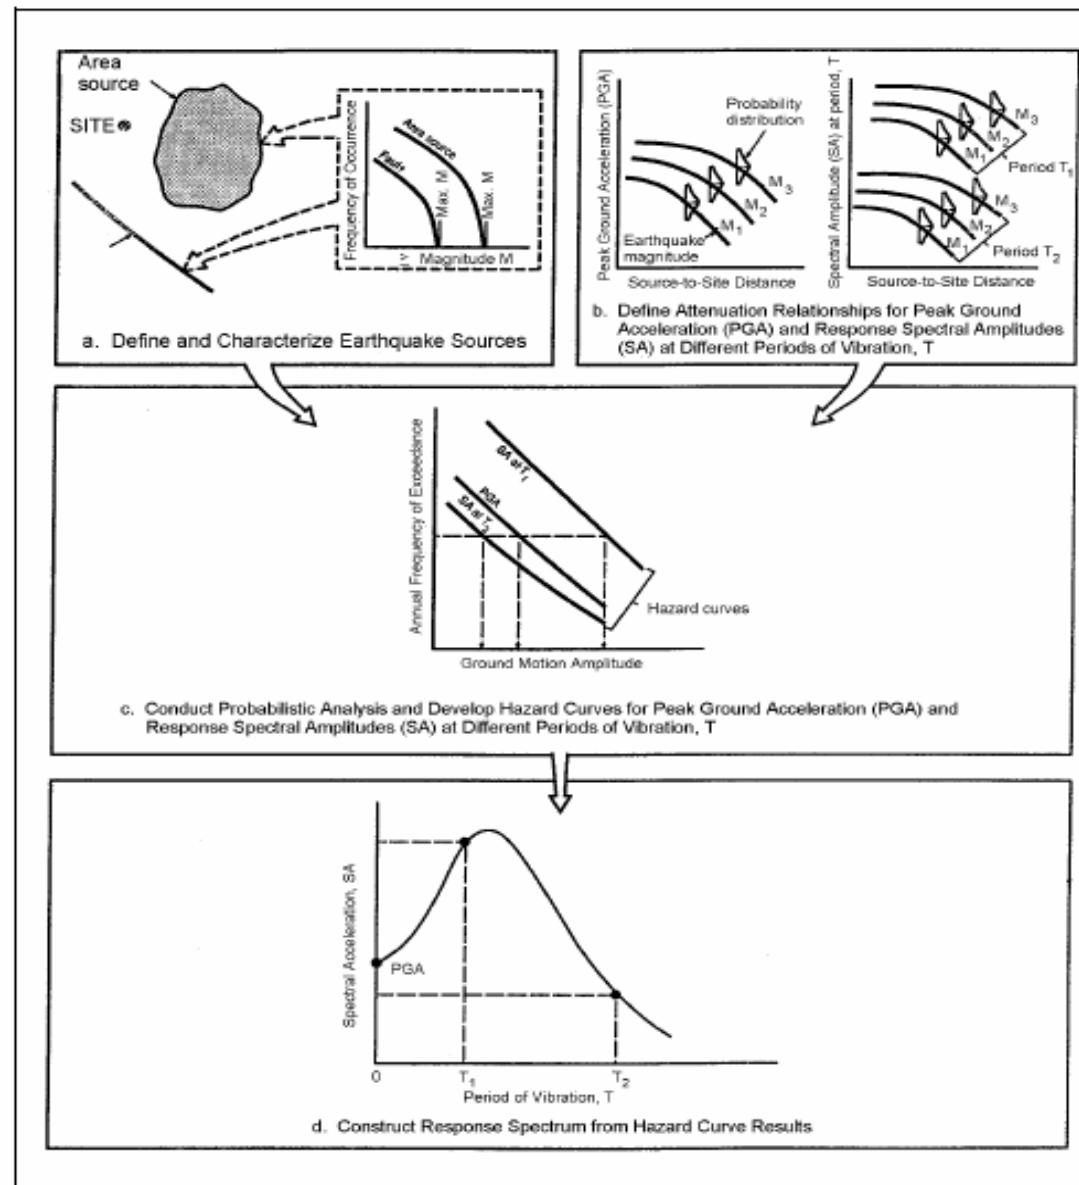 Area
source
SITE
Frequency of Occurrence
Area source
Fault
Max. M
Max. M
Magnitude M
a. Define and Characterize Earthquake Sources
Peak Ground Acceleration (PGA)
Probability
distribution
M3
M2
M1
Earthquake
magnitude
Source-to-Site Distance
Spectral Amplitude (SA) at period, T
M3
M2
M1
Period T1
M3
M2
M1
Period T2
Source-to-Site Distance
b. Define Attenuation Relationships for Peak Ground
Acceleration (PGA) and Response Spectral Amplitudes
(SA) at Different Periods of Vibration, T
Annual Frequency of Exceedance
SA at T1
PGA
SA at T2
Hazard curves
Ground Motion Amplitude
c. Conduct Probabilistic Analysis and Develop Hazard Curves for Peak Ground Acceleration (PGA) and
Response Spectral Amplitudes (SA) at Different Periods of Vibration, T
Spectral Acceleration, SA
PGA
0
T1
T2
Period of Vibration, T
d. Construct Response Spectrum from Hazard Curve Results